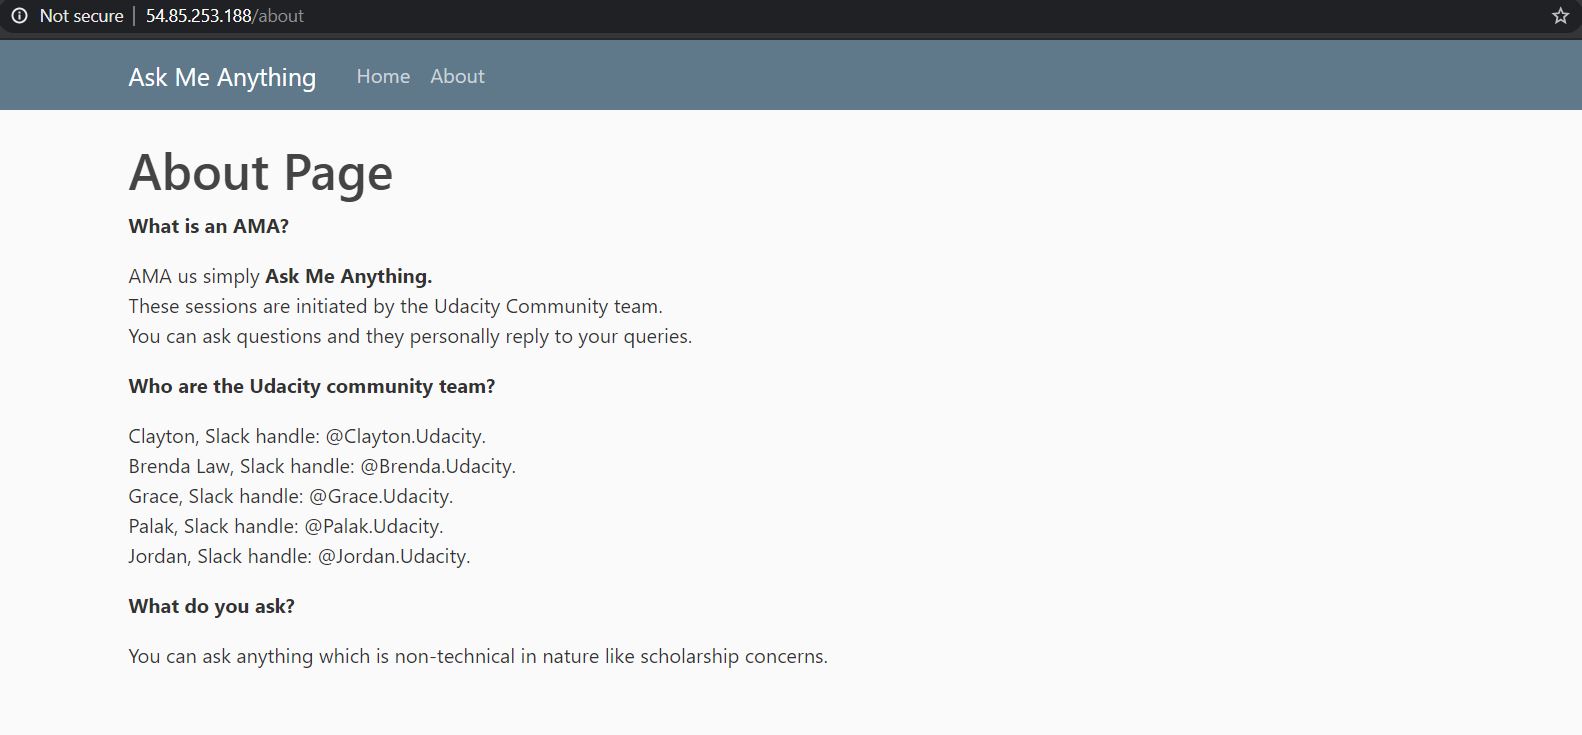 Not secure | 54.85.253.188/about
Ask Me Anything Home About
About Page
What is an AMA?
AMA us simply Ask Me Anything.
These sessions are initiated by the Udacity Community team.
You can ask questions and they personally reply to your queries.
Who are the Udacity community team?
Clayton, Slack handle: @Clayton.Udacity.
Brenda Law, Slack handle: @Brenda.Udacity.
Grace, Slack handle: @Grace.Udacity.
Palak, Slack handle: @Palak.Udacity.
Jordan, Slack handle: @Jordan.Udacity.
What do you ask?
You can ask anything which is non-technical in nature like scholarship concerns.